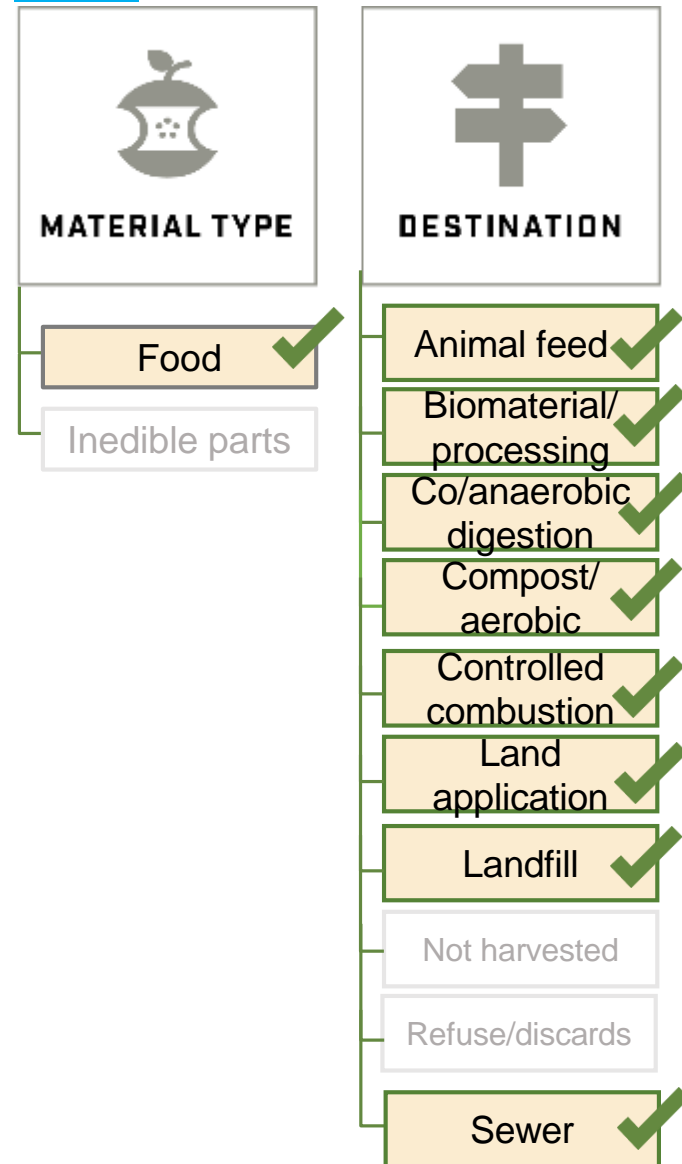 MATERIAL TYPE
Food
Inedible parts
DESTINATION
Animal feed
Biomaterial/
processing
Co/anaerobic
digestion
Compost/
aerobic
Controlled
combustion
Land
application
Landfill
Not harvested
Refuse/discards
Sewer